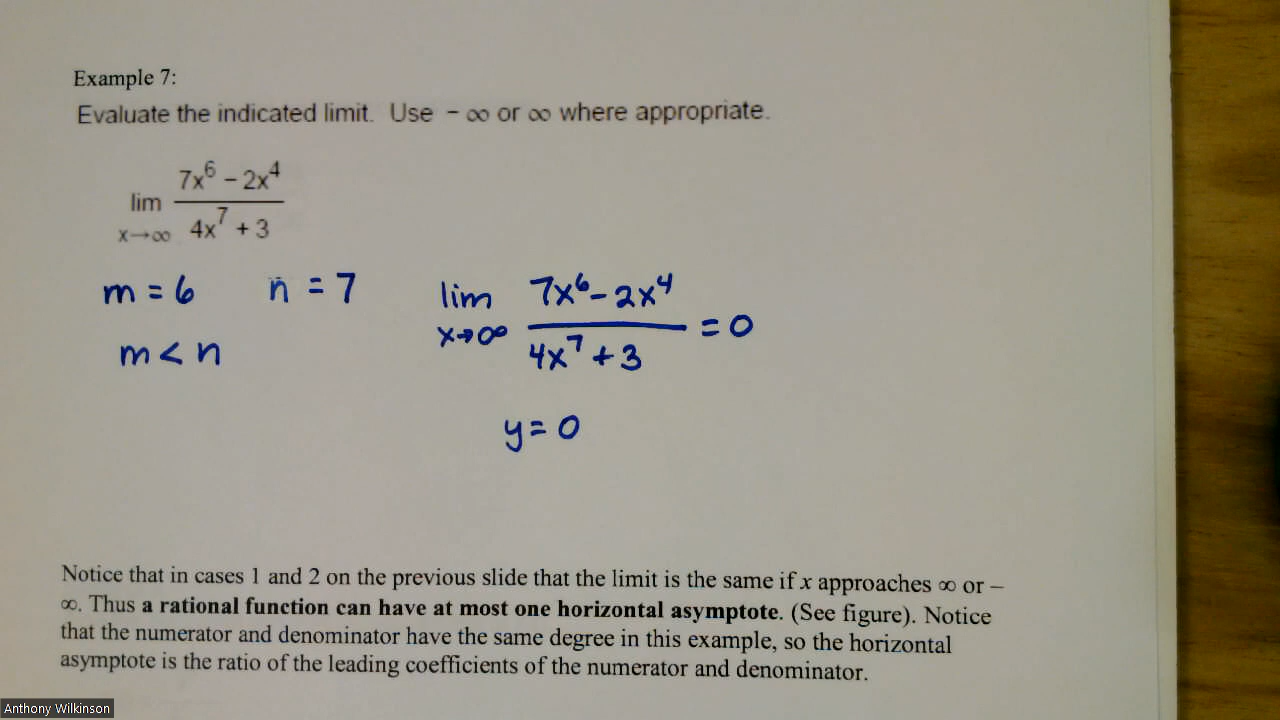 Example 7:
Evaluate the indicated limit. Use - ∞ or ∞ where appropriate.
lim x→∞ (7x⁶ - 2x⁴)/(4x⁷ + 3)
m = 6 n = 7
lim x→∞ (7x⁶ - 2x⁴)/(4x⁷ + 3) = 0
m < n
y = 0
Notice that in cases 1 and 2 on the previous slide that the limit is the same if x approaches ∞ or –
∞. Thus a rational function can have at most one horizontal asymptote. (See figure). Notice
that the numerator and denominator have the same degree in this example, so the horizontal
asymptote is the ratio of the leading coefficients of the numerator and denominator.
Anthony Wilkinson